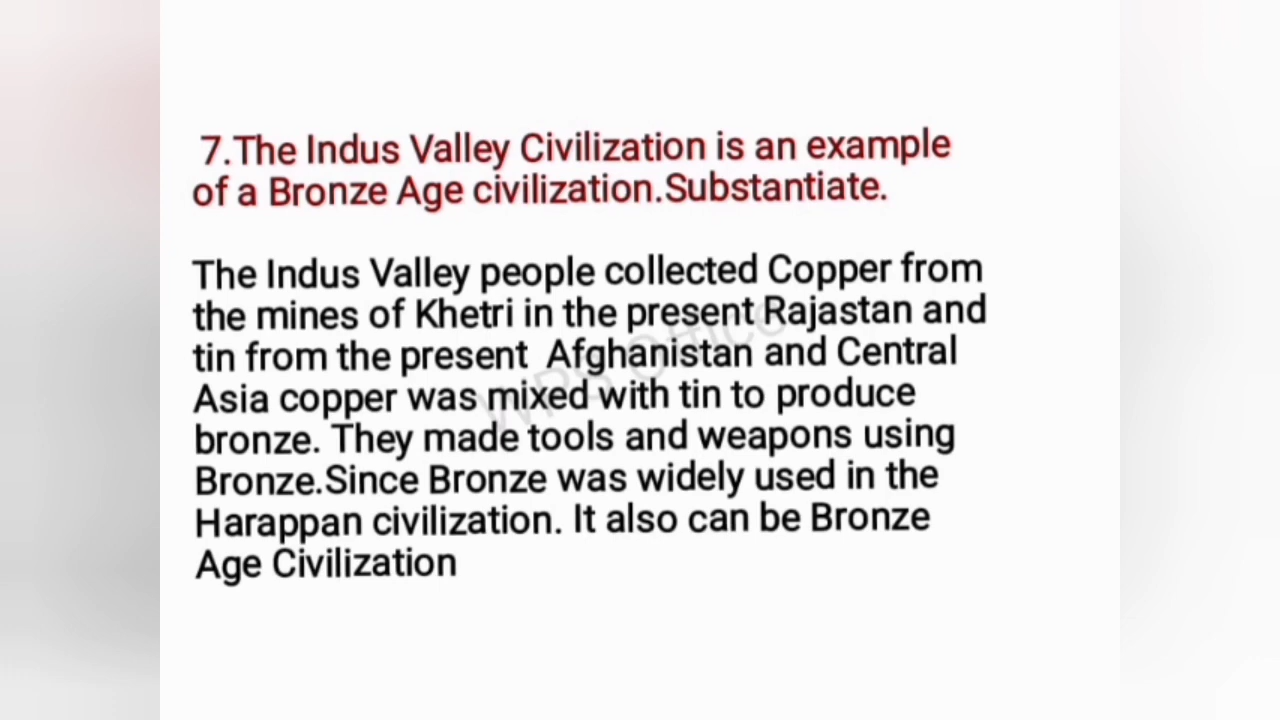 7.The Indus Valley Civilization is an example
of a Bronze Age civilization.Substantiate.
The Indus Valley people collected Copper from
the mines of Khetri in the present Rajastan and
tin from the present Afghanistan and Central
Asia copper was mixed with tin to produce
bronze. They made tools and weapons using
Bronze.Since Bronze was widely used in the
Harappan civilization. It also can be Bronze
Age Civilization
WPS Office